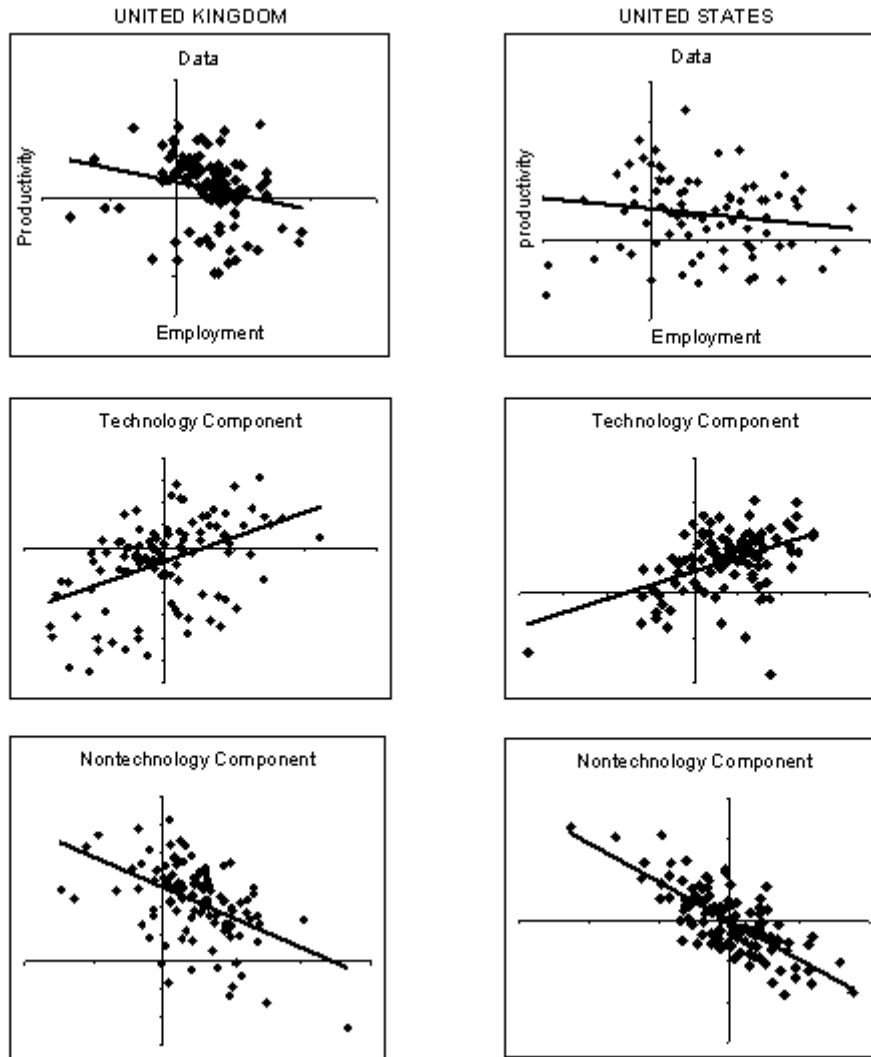 UNITED KINGDOM
UNITED STATES
Data
Productivity
Employment
Data
productivity
Employment
Technology Component
Technology Component
Nontechnology Component
Nontechnology Component